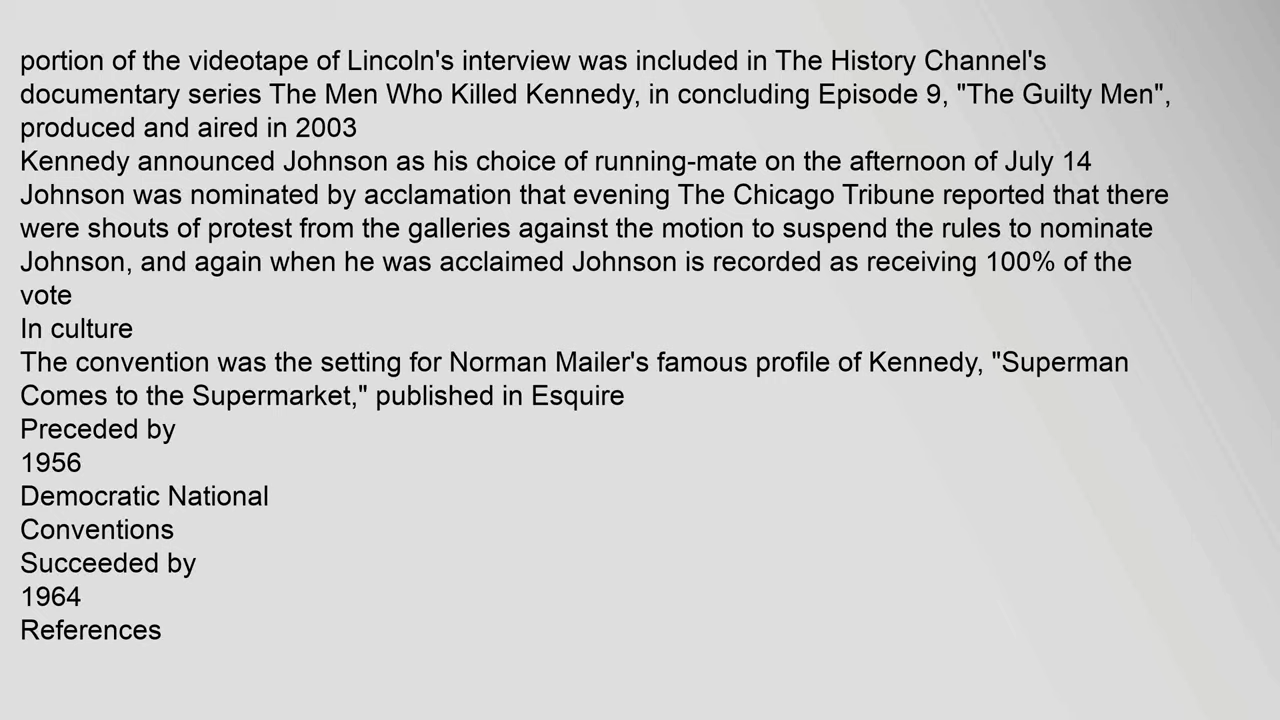 portion of the videotape of Lincoln's interview was included in The History Channel's
documentary series The Men Who Killed Kennedy, in concluding Episode 9, "The Guilty Men",
produced and aired in 2003
Kennedy announced Johnson as his choice of running-mate on the afternoon of July 14
Johnson was nominated by acclamation that evening The Chicago Tribune reported that there
were shouts of protest from the galleries against the motion to suspend the rules to nominate
Johnson, and again when he was acclaimed Johnson is recorded as receiving 100% of the
vote
In culture
The convention was the setting for Norman Mailer's famous profile of Kennedy, "Superman
Comes to the Supermarket," published in Esquire
Preceded by
1956
Democratic National
Conventions
Succeeded by
1964
References